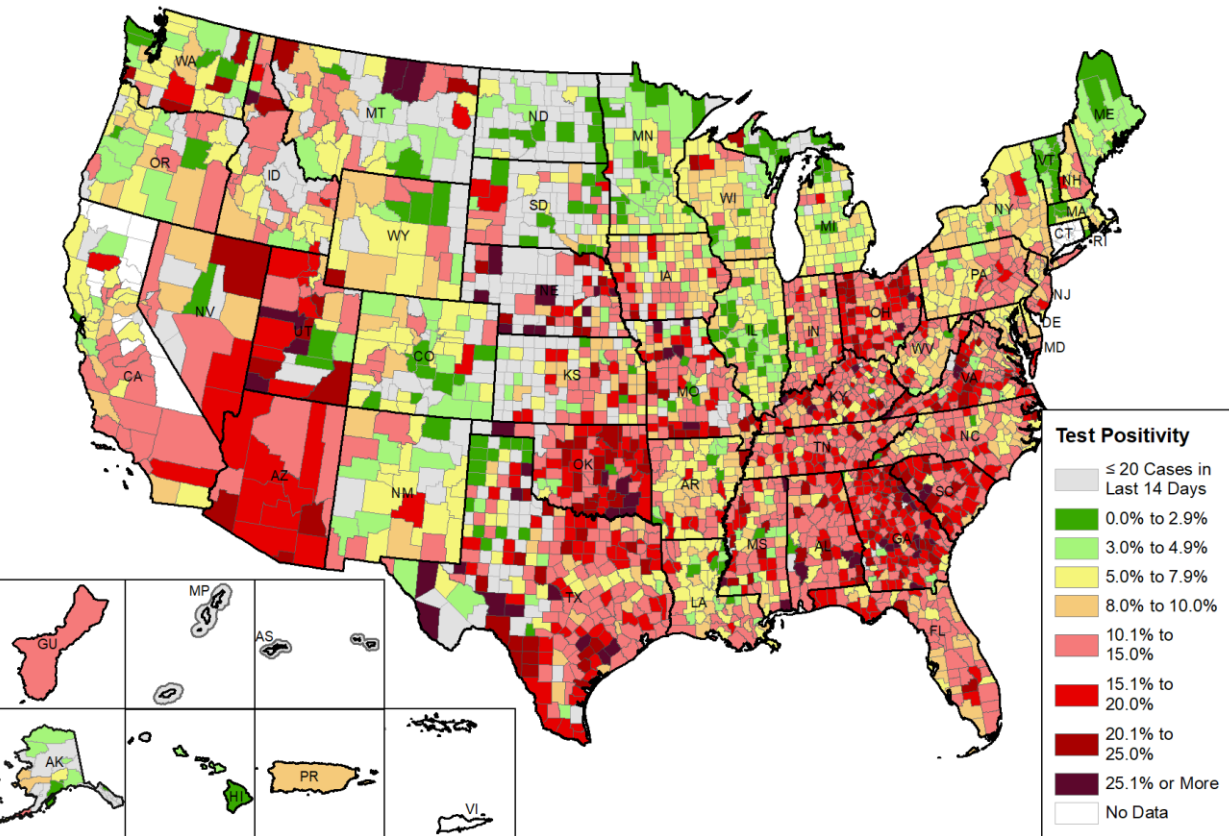 WA
MT
ND
MN
ME
OR
ID
SD
WI
VT
NH
NY
MA
CT
RI
WY
MI
IA
PA
NE
NJ
NV
UT
CO
IL
IN
OH
DE
MD
WV
CA
KS
MO
KY
VA
AZ
NM
OK
AR
TN
NC
SC
MS
AL
GA
TX
LA
FL
GU
MP
AS
AK
HI
PR
VI
Test Positivity
≤ 20 Cases in
Last 14 Days
0.0% to 2.9%
3.0% to 4.9%
5.0% to 7.9%
8.0% to 10.0%
10.1% to
15.0%
15.1% to
20.0%
20.1% to
25.0%
25.1% or More
No Data